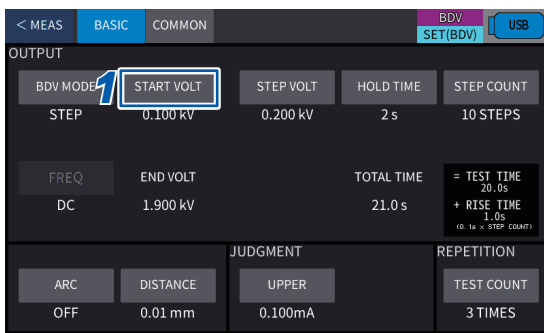 < MEAS BASIC COMMON BDV USB
SET(BDV)
OUTPUT
BDV MODE 1 START VOLT STEP VOLT HOLD TIME STEP COUNT
STEP 0.100 kV 0.200 kV 2 s 10 STEPS
FREQ END VOLT TOTAL TIME = TEST TIME
20.0s
DC 1.900 kV 21.0 s + RISE TIME
1.0s
(0.1s × STEP COUNT)
JUDGMENT REPETITION
ARC DISTANCE UPPER TEST COUNT
OFF 0.01 mm 0.100mA 3 TIMES